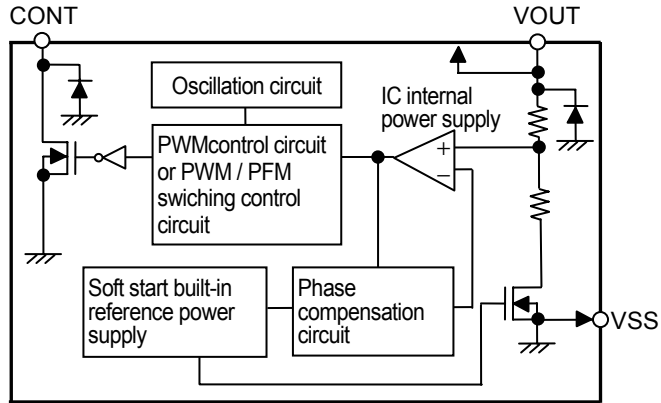 CONT
VOUT
Oscillation circuit
IC internal
power supply
PWMcontrol circuit
or PWM / PFM
swiching control
circuit
+
−
Soft start built-in
reference power
supply
Phase
compensation
circuit
VSS